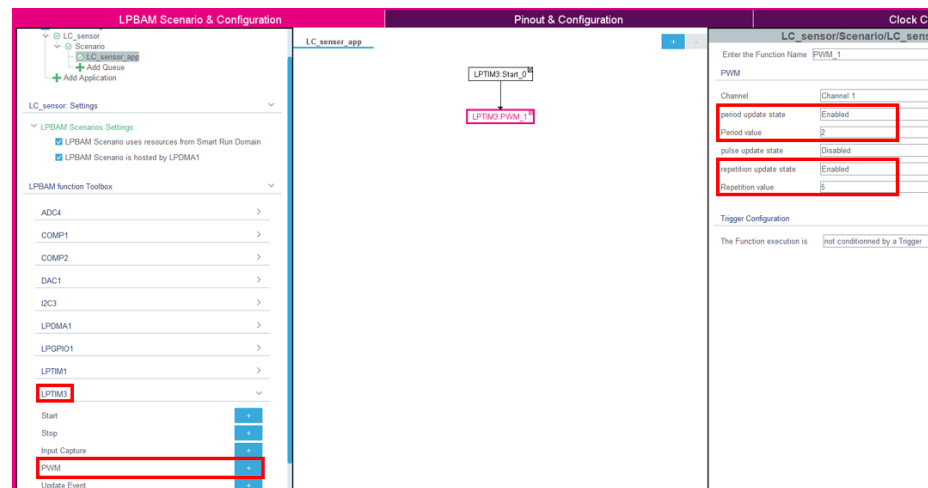 LPBAM Scenario & Configuration
Pinout & Configuration
Clock C
LC_sensor
Scenario
LC_sensor_app
Add Queue
Add Application
LC_sensor: Settings
LPBAM Scenarios Settings
LPBAM Scenario uses resources from Smart Run Domain
LPBAM Scenario is hosted by LPDMA1
LPBAM function Toolbox
ADC4
COMP1
COMP2
DAC1
I2C3
LPDMA1
LPGPIO1
LPTIM1
LPTIM3
Start +
Stop +
Input Capture +
PWM +
Update Event +
LC_sensor_app
+ -
LPTIM3:Start_0
LPTIM3:PWM_1
LC_sensor/Scenario/LC_sens
Enter the Function Name PWM_1
PWM
Channel Channel 1
period update state Enabled
Period value 2
pulse update state Disabled
repetition update state Enabled
Repetition value 5
Trigger Configuration
The Function execution is not conditionned by a Trigger